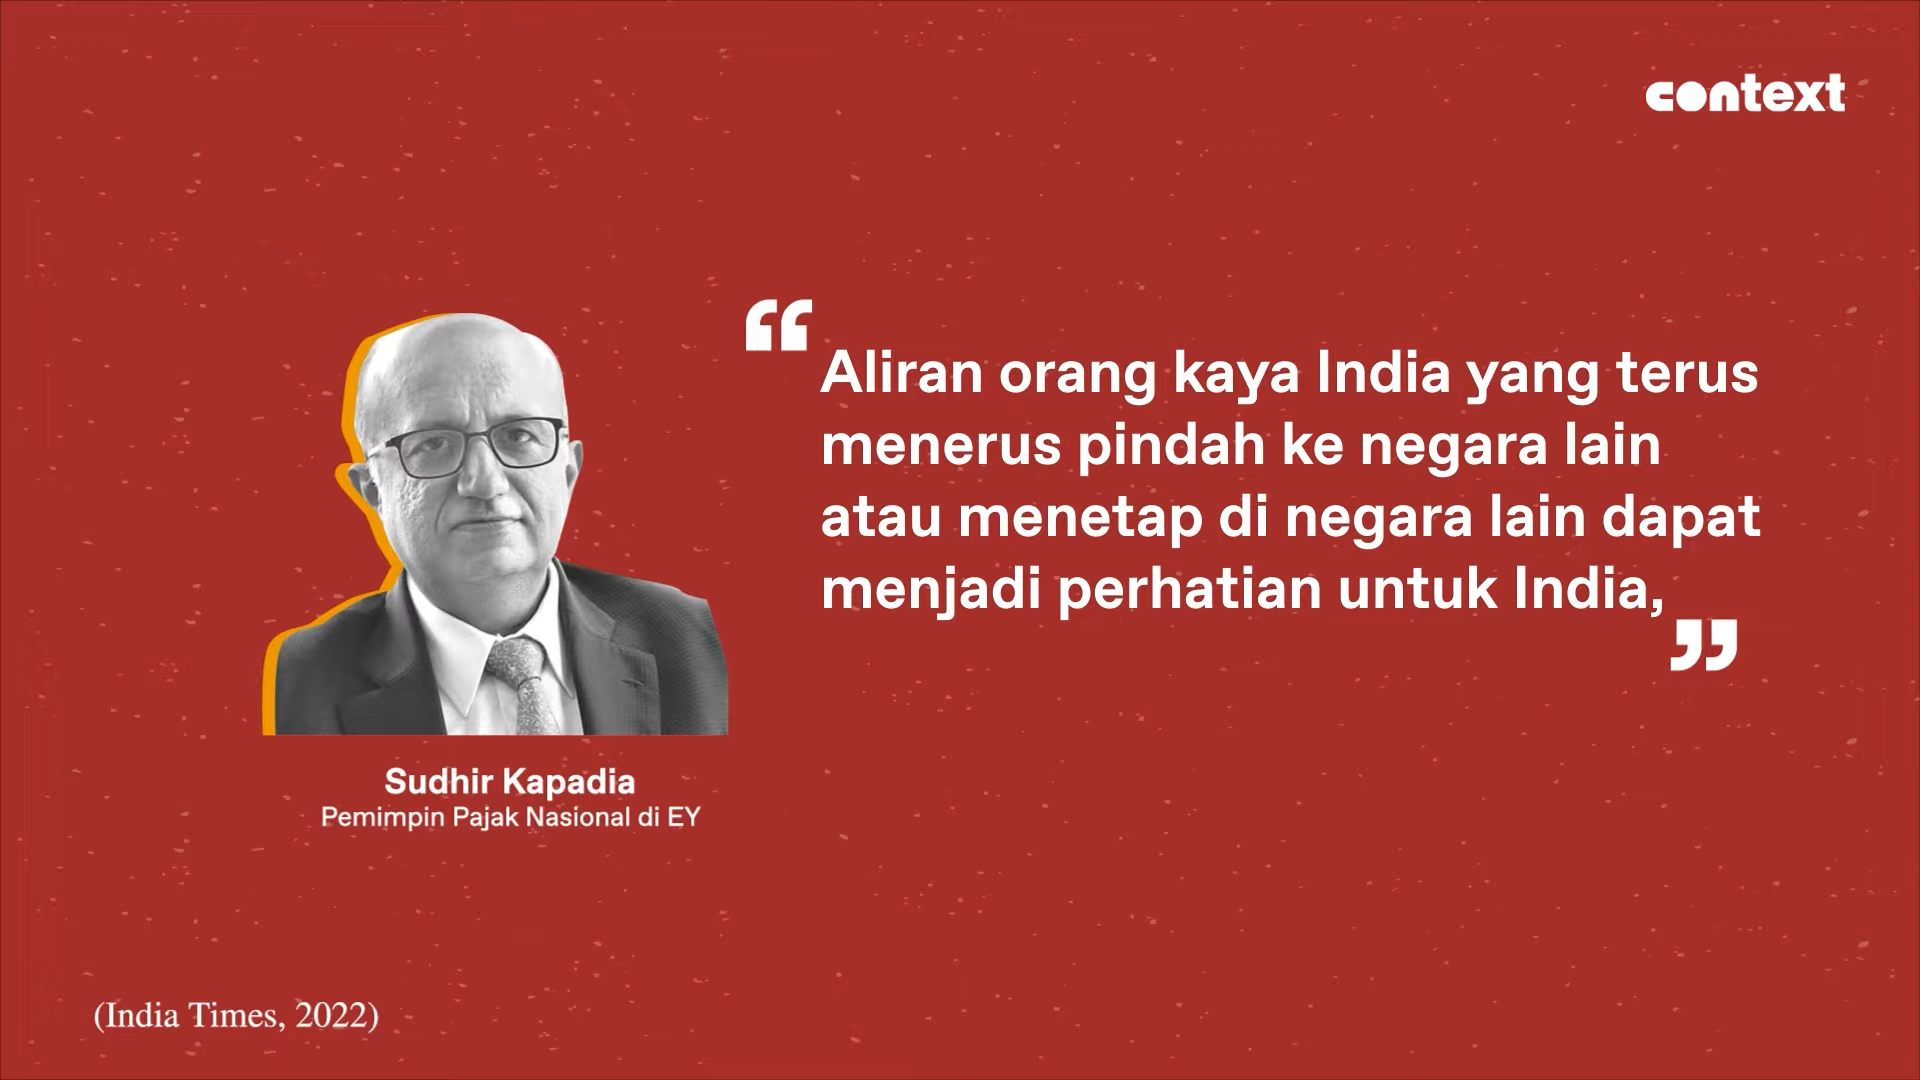 context
“Aliran orang kaya India yang terus
menerus pindah ke negara lain
atau menetap di negara lain dapat
menjadi perhatian untuk India,”
Sudhir Kapadia
Pemimpin Pajak Nasional di EY
(India Times, 2022)